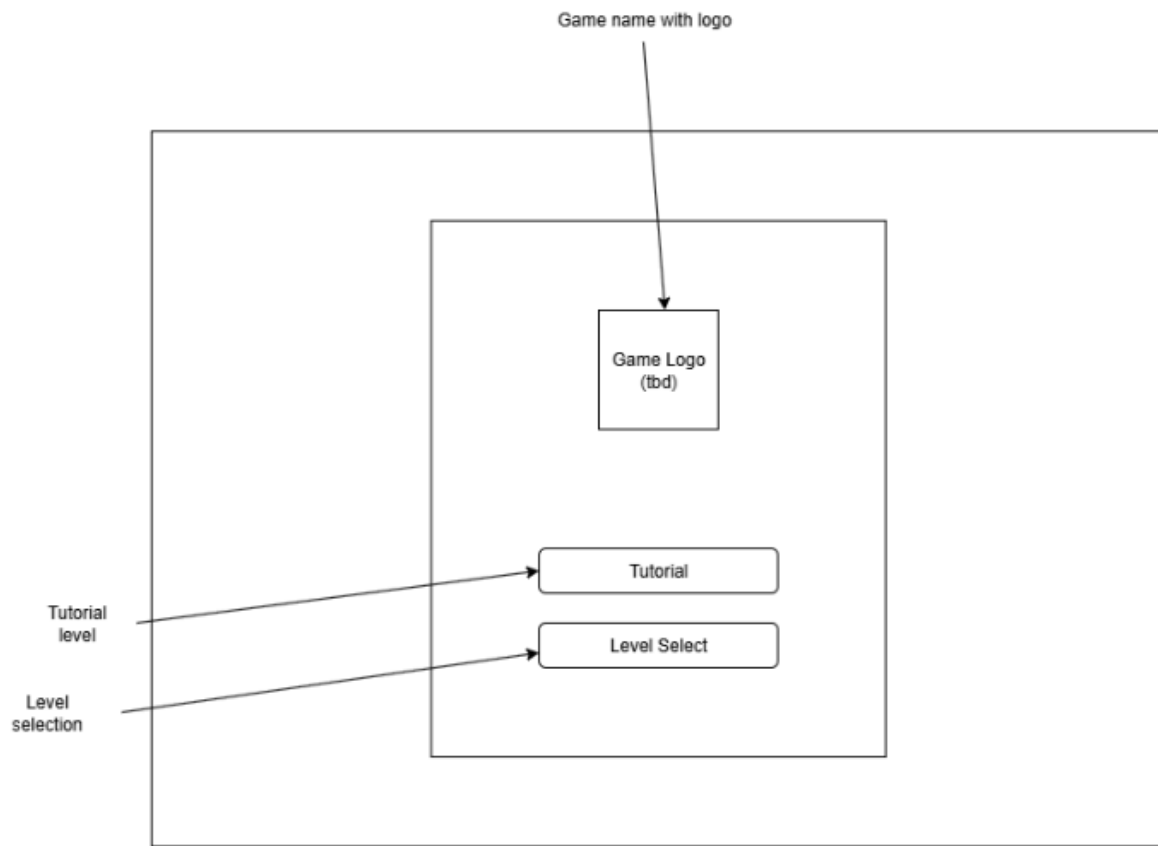 Game name with logo
Game Logo
(tbd)
Tutorial
Tutorial
level
Level Select
Level
selection